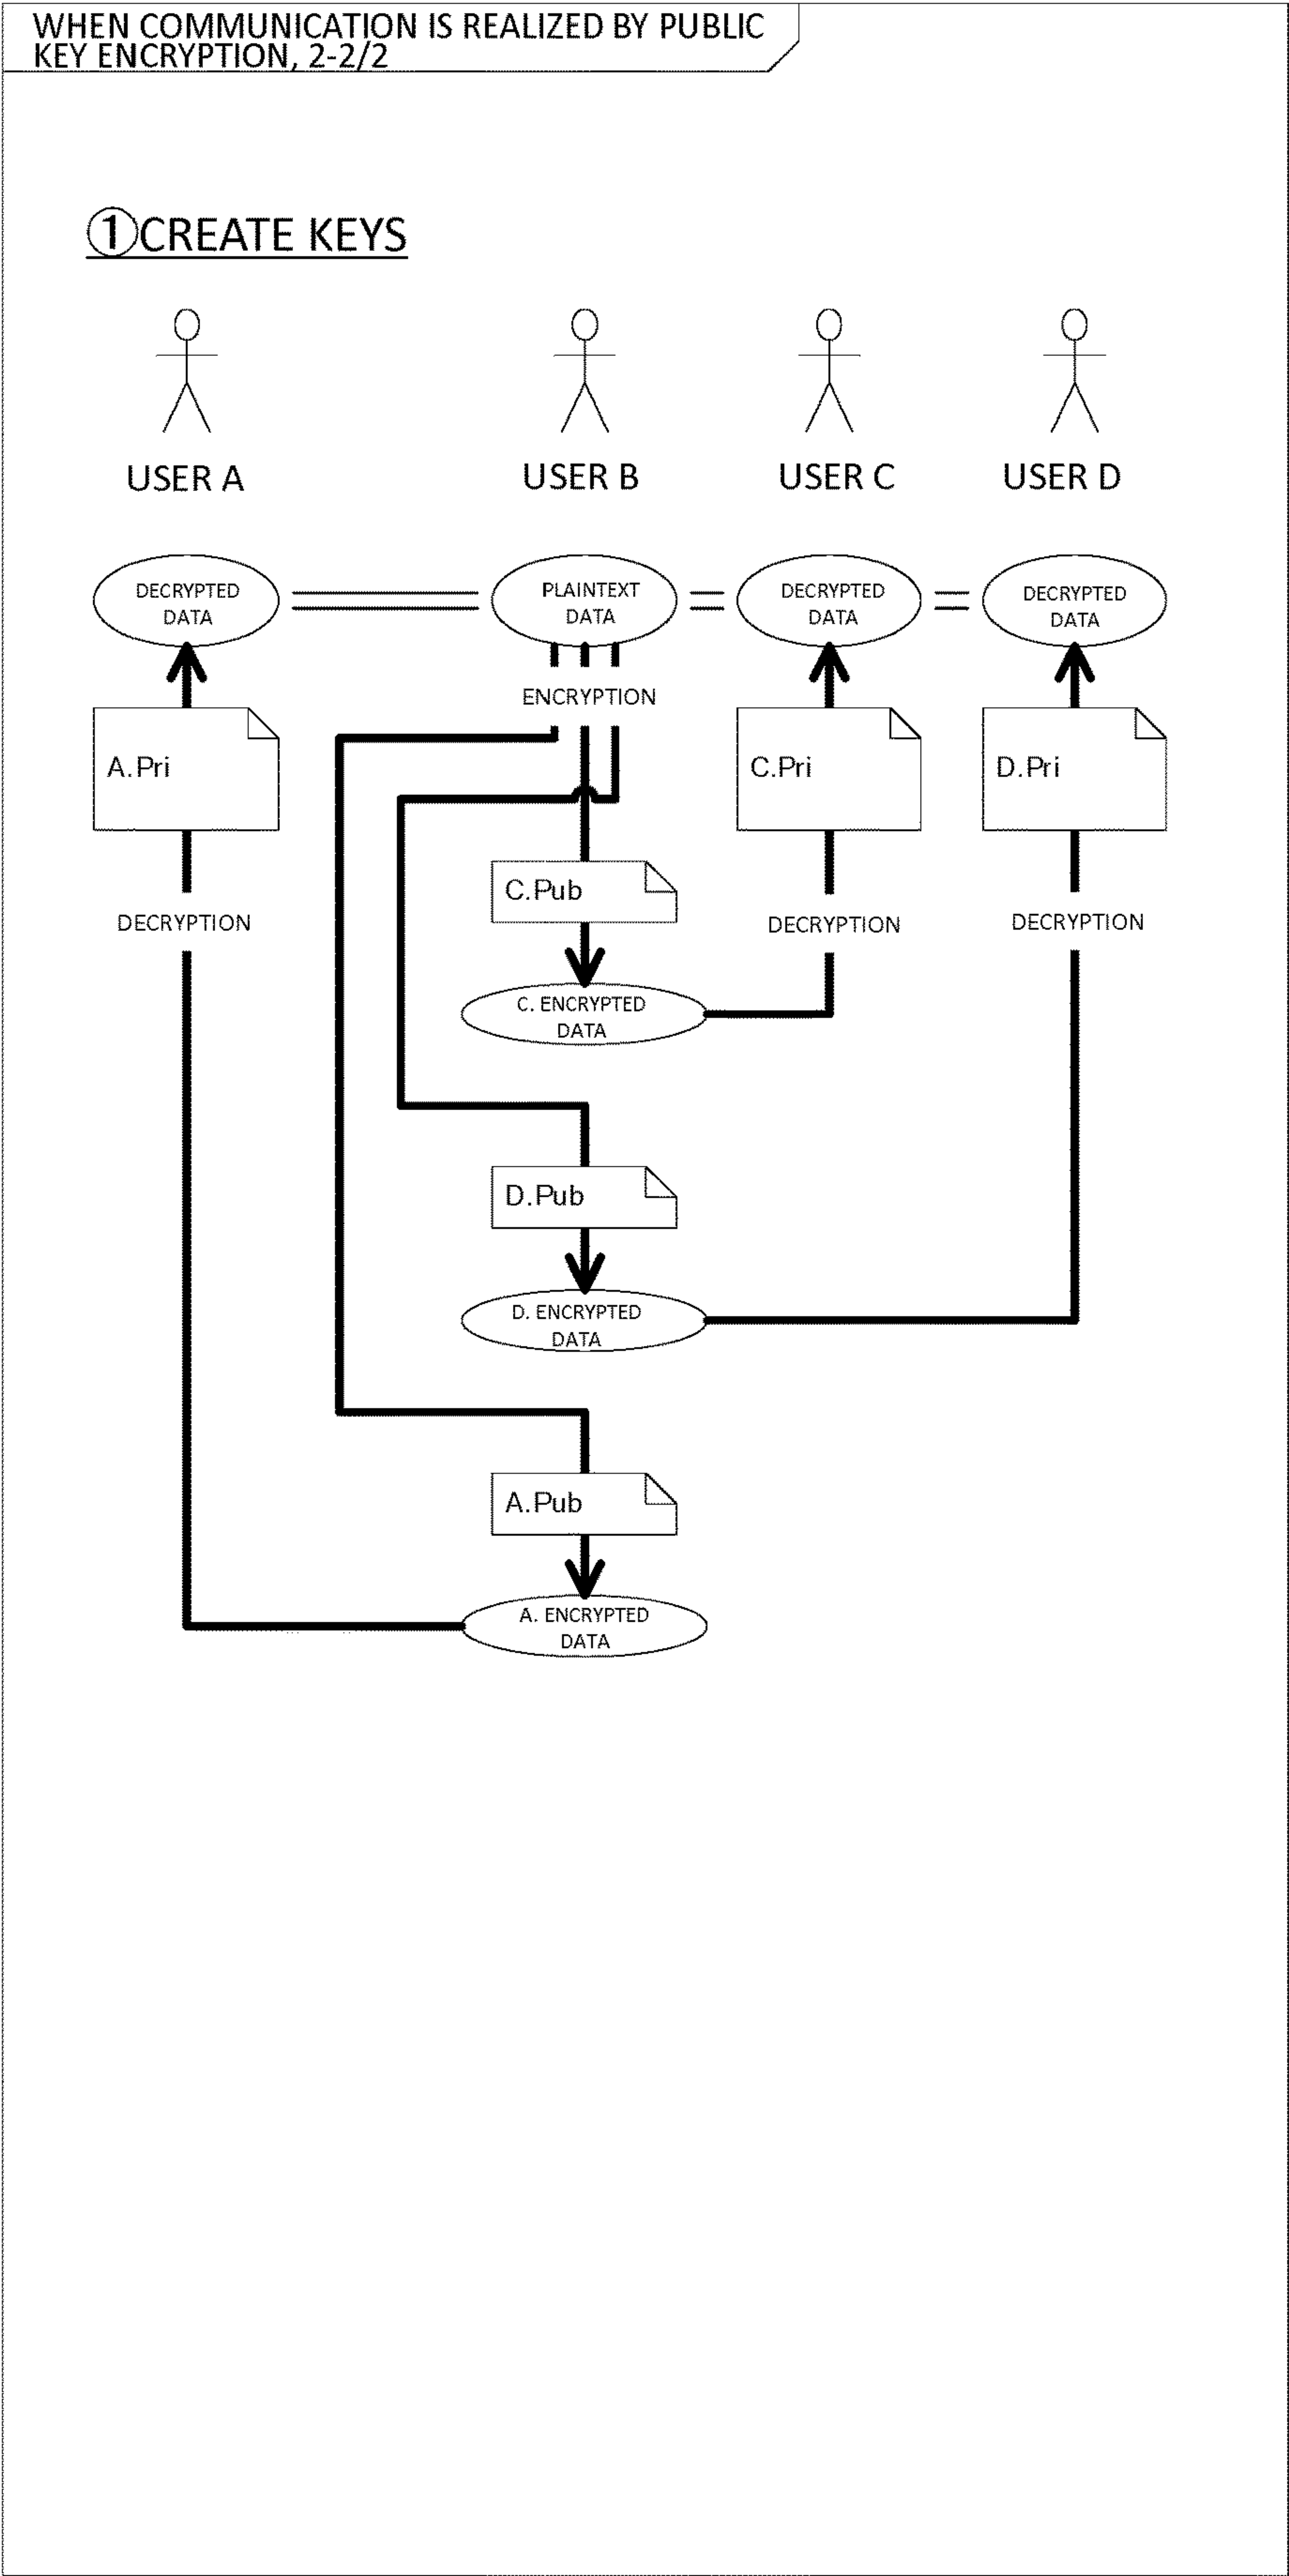 WHEN COMMUNICATION IS REALIZED BY PUBLIC
KEY ENCRYPTION, 2-2/2
①CREATE KEYS
USER A
USER B
USER C
USER D
DECRYPTED
DATA
PLAINTEXT
DATA
DECRYPTED
DATA
DECRYPTED
DATA
ENCRYPTION
A.Pri
C.Pri
D.Pri
C.Pub
DECRYPTION
DECRYPTION
DECRYPTION
C. ENCRYPTED
DATA
D.Pub
D. ENCRYPTED
DATA
A.Pub
A. ENCRYPTED
DATA